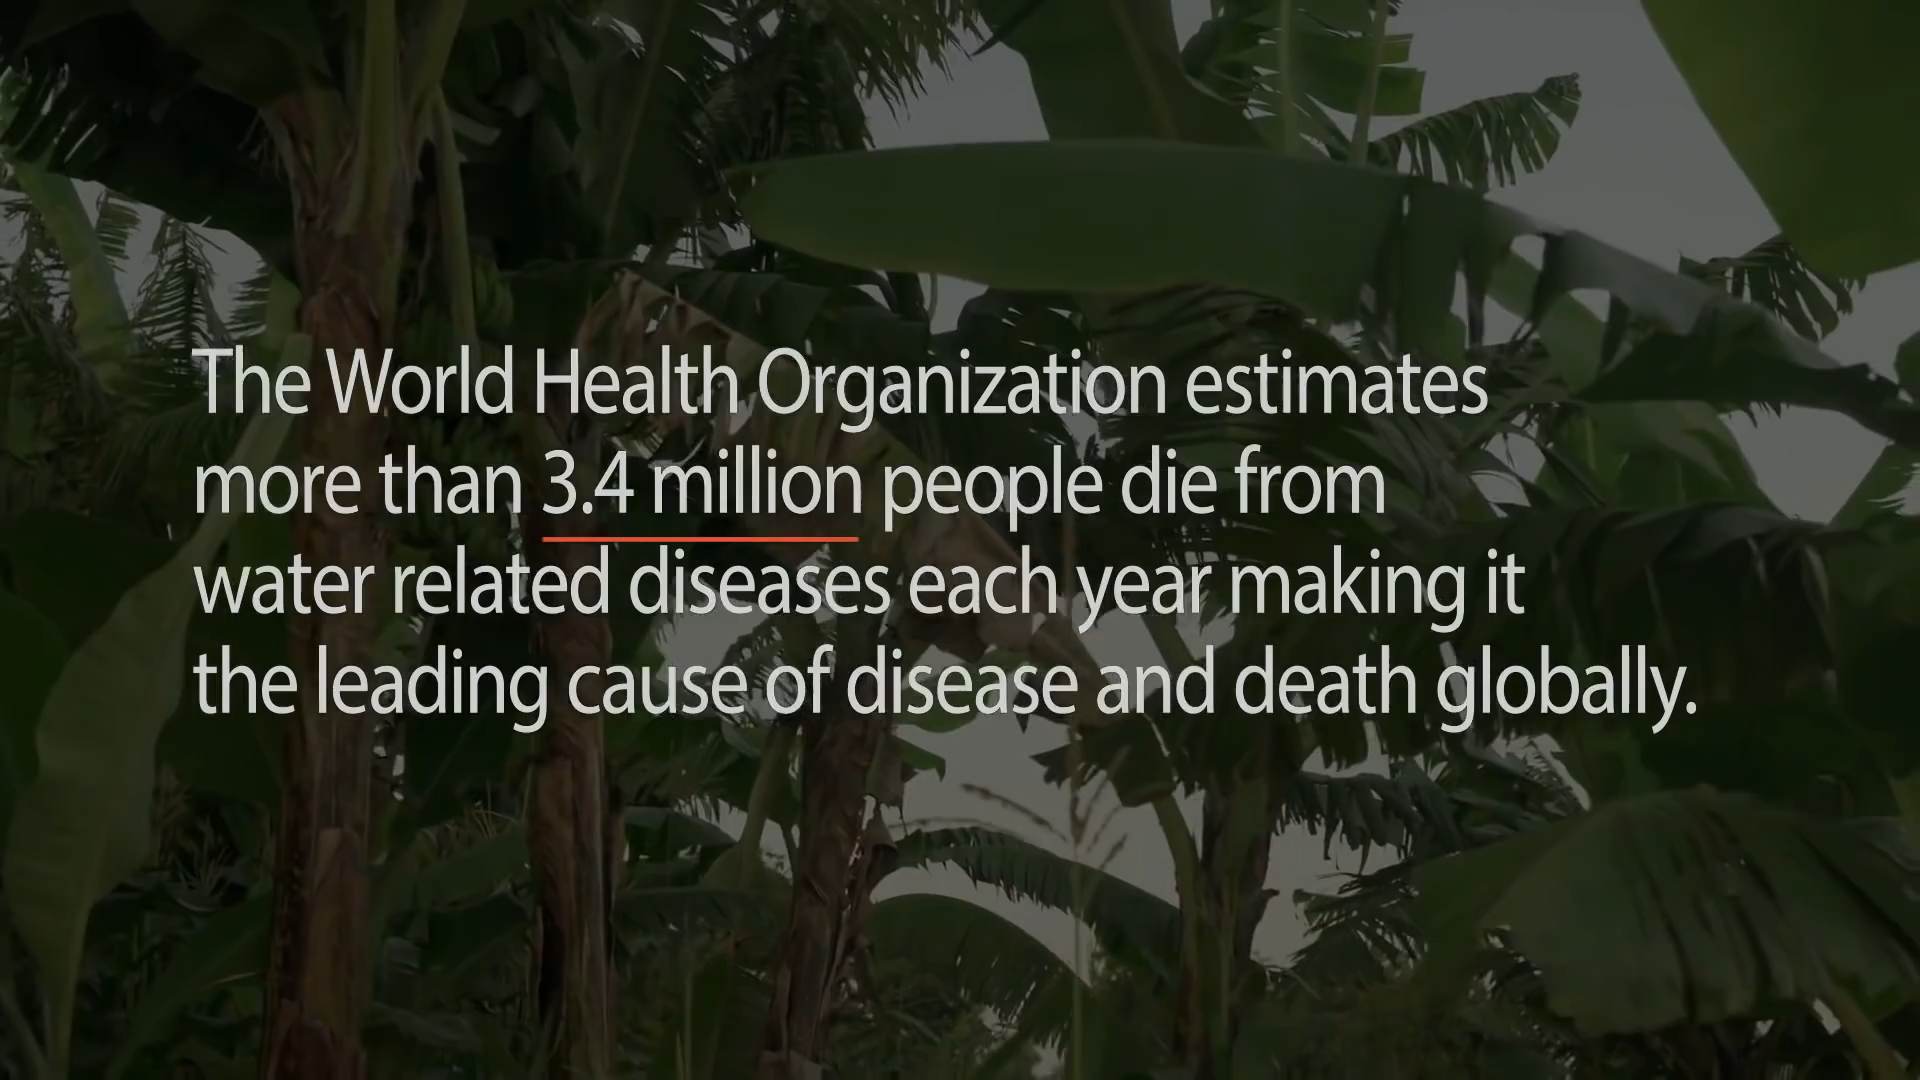 The World Health Organization estimates
more than 3.4 million people die from
water related diseases each year making it
the leading cause of disease and death globally.